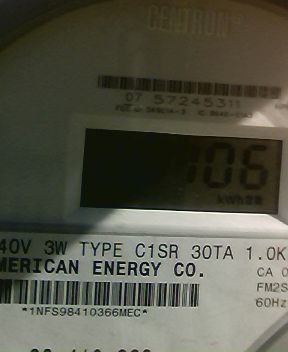 CENTRON®
07 57245311
106
kWh
40V 3W TYPE C1SR 30TA 1.0K
MERICAN ENERGY CO.
CA 0
FM2S
*1NFS98410366MEC*
60Hz